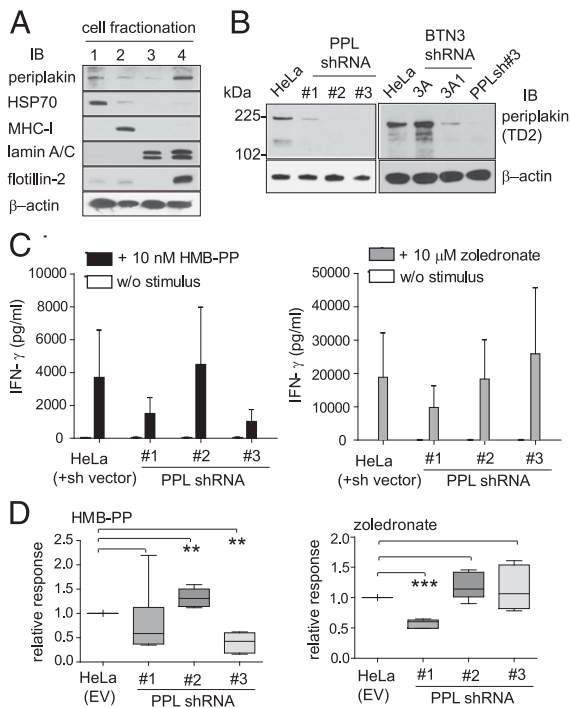 A
cell fractionation
IB
1 2 3 4
periplakin
HSP70
MHC-I
lamin A/C
flotillin-2
β–actin
B
PPL
shRNA
BTN3
shRNA
HeLa #1 #2 #3
HeLa 3A 3A1 PPLsh#3
kDa
IB
225
102
periplakin
(TD2)
β–actin
C
+ 10 nM HMB-PP
w/o stimulus
IFN- γ (pg/ml)
10000
8000
6000
4000
2000
0
HeLa
(+sh vector)
#1 #2 #3
PPL shRNA
+ 10 μM zoledronate
w/o stimulus
IFN- γ (pg/ml)
50000
40000
30000
20000
10000
0
HeLa
(+sh vector)
#1 #2 #3
PPL shRNA
D
HMB-PP
relative response
2.5
2.0
1.5
1.0
0.5
0.0
** **
HeLa
(EV)
#1 #2 #3
PPL shRNA
zoledronate
relative response
2.0
1.5
1.0
0.5
0.0
***
HeLa
(EV)
#1 #2 #3
PPL shRNA